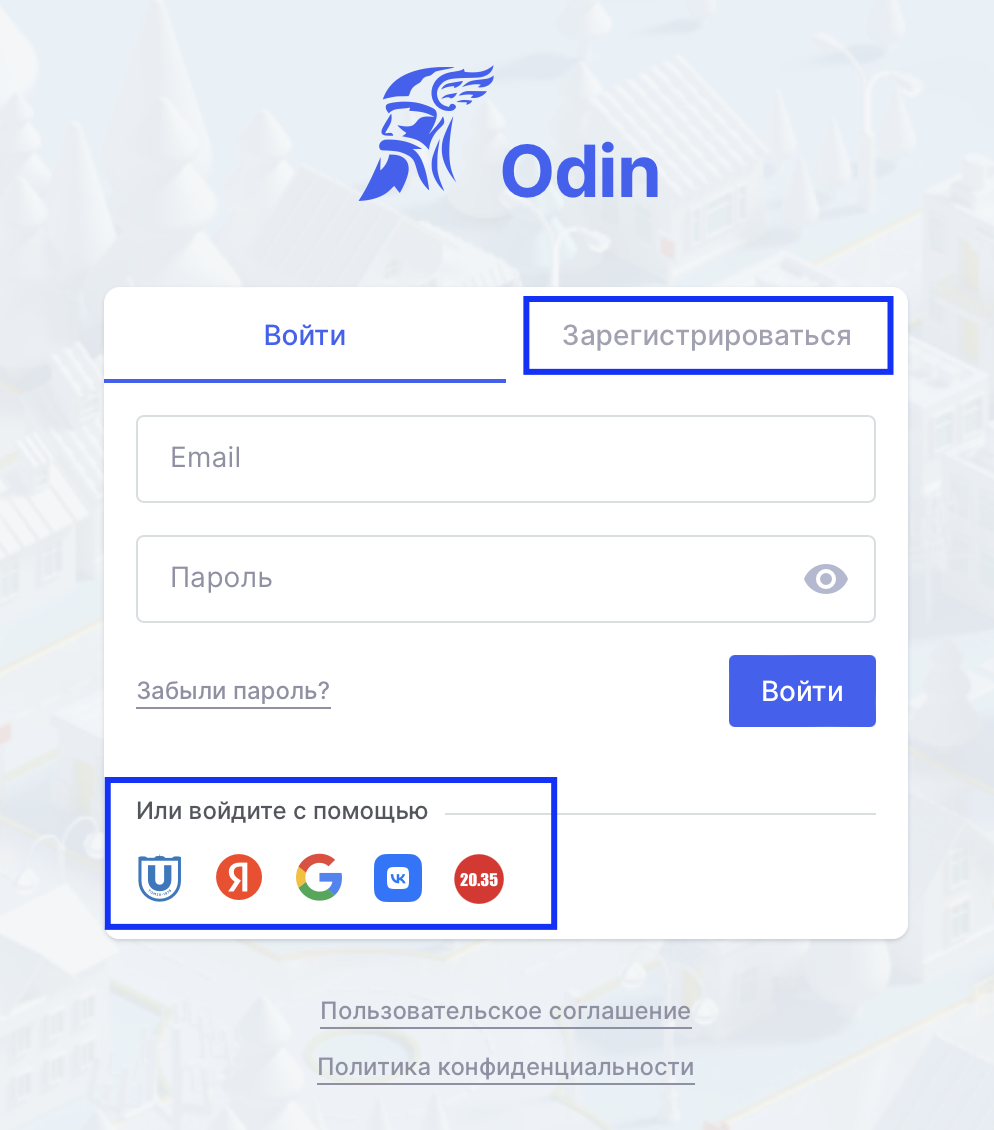 Odin
Войти
Зарегистрироваться
Email
Пароль
Забыли пароль?
Войти
Или войдите с помощью
U
Я
G
VK
20.35
Пользовательское соглашение
Политика конфиденциальности